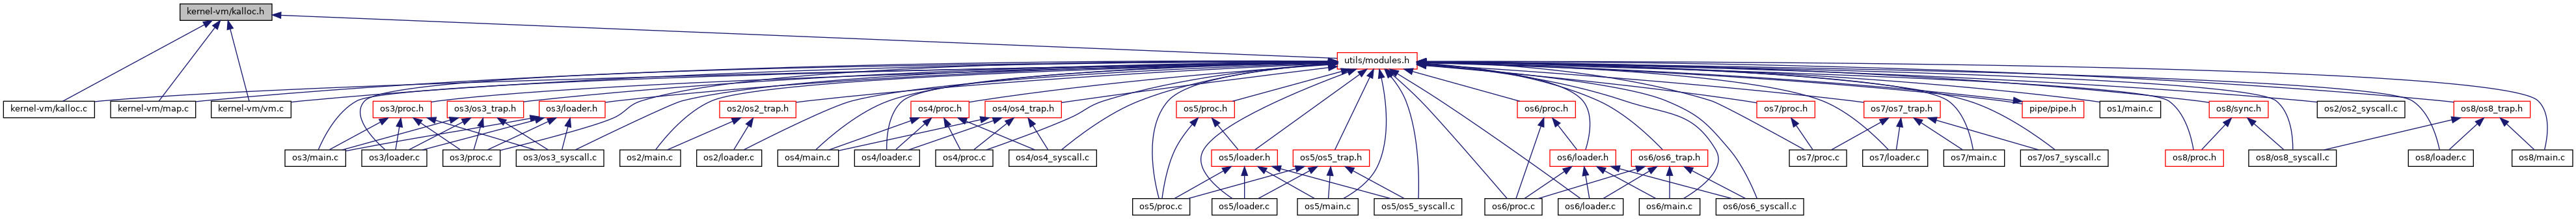 kernel-vm/kalloc.h
utils/modules.h
kernel-vm/kalloc.c
kernel-vm/map.c
kernel-vm/vm.c
os3/proc.h
os3/os3_trap.h
os3/loader.h
os2/os2_trap.h
os4/proc.h
os4/os4_trap.h
os5/proc.h
os6/proc.h
os7/proc.h
os7/os7_trap.h
pipe/pipe.h
os1/main.c
os8/sync.h
os2/os2_syscall.c
os8/os8_trap.h
os3/main.c
os3/loader.c
os3/proc.c
os3/os3_syscall.c
os2/main.c
os2/loader.c
os4/main.c
os4/loader.c
os4/proc.c
os4/os4_syscall.c
os5/loader.h
os5/os5_trap.h
os6/loader.h
os6/os6_trap.h
os7/proc.c
os7/loader.c
os7/main.c
os7/os7_syscall.c
os8/proc.h
os8/os8_syscall.c
os8/loader.c
os8/main.c
os5/proc.c
os5/loader.c
os5/main.c
os5/os5_syscall.c
os6/proc.c
os6/loader.c
os6/main.c
os6/os6_syscall.c